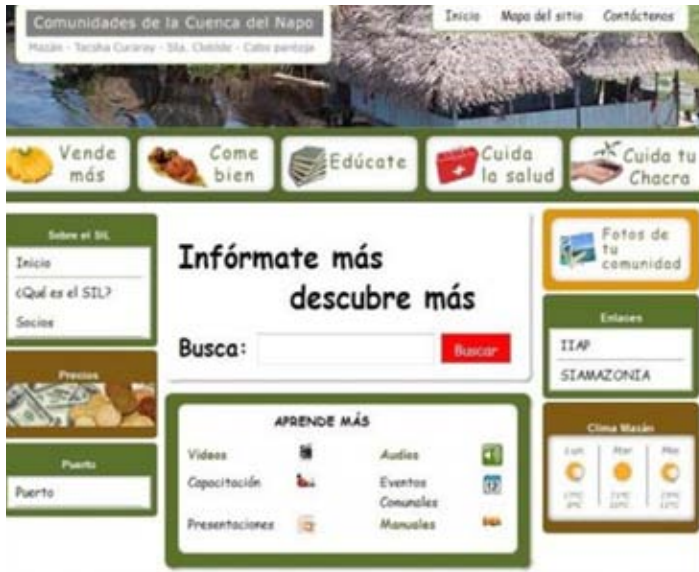 Comunidades de la Cuenca del Napo
Mazán - Tacsha Curaray - Sta. Clotilde - Cabo pantoja
Inicio Mapa del sitio Contáctenos
Vende más
Come bien
Edúcate
Cuida la salud
Cuida tu Chacra
Sobre el SIL
Inicio
¿Qué es el SIL?
Socios
Precios
Puerto
Puerto
Infórmate más
descubre más
Busca:
Buscar
APRENDE MÁS
Videos
Audios
Capacitación
Eventos Comunales
12
Presentaciones
Manuales
Fotos de tu comunidad
Enlaces
IIAP
SIAMAZONIA
Clima Mazán
Lun Mar Mie